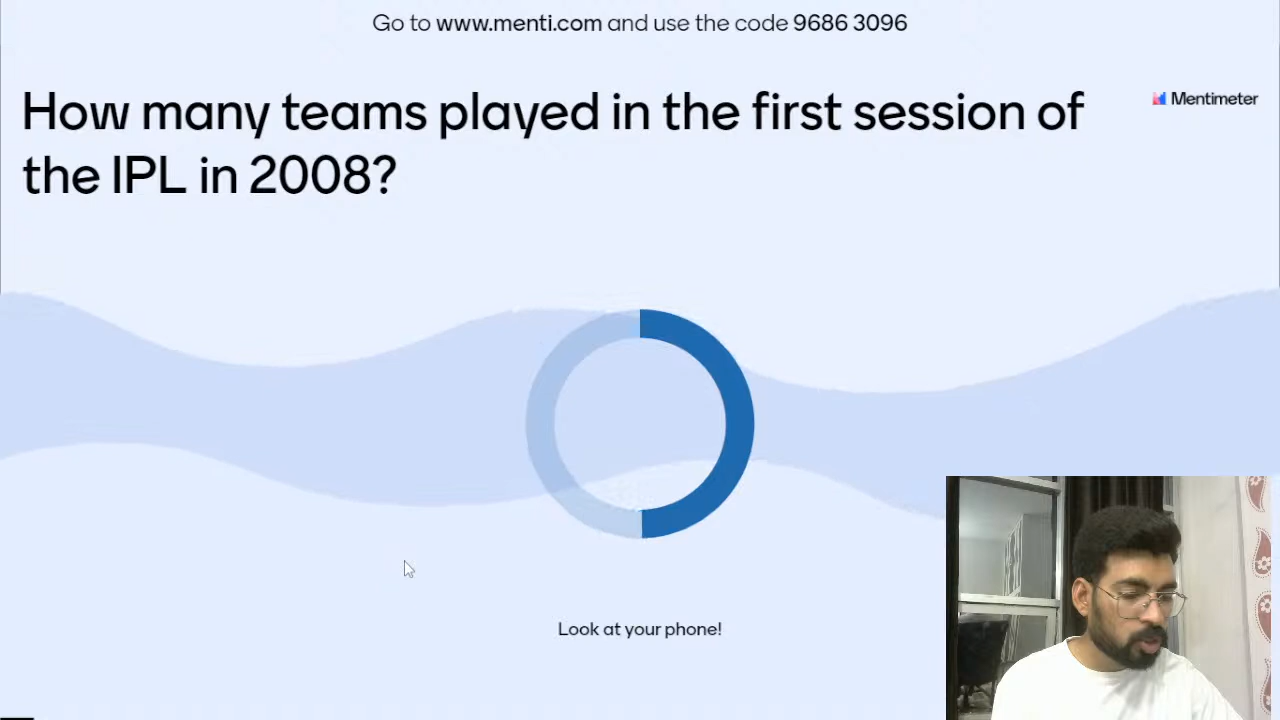 Go to www.menti.com and use the code 9686 3096
How many teams played in the first session of
the IPL in 2008?
Mentimeter
Look at your phone!